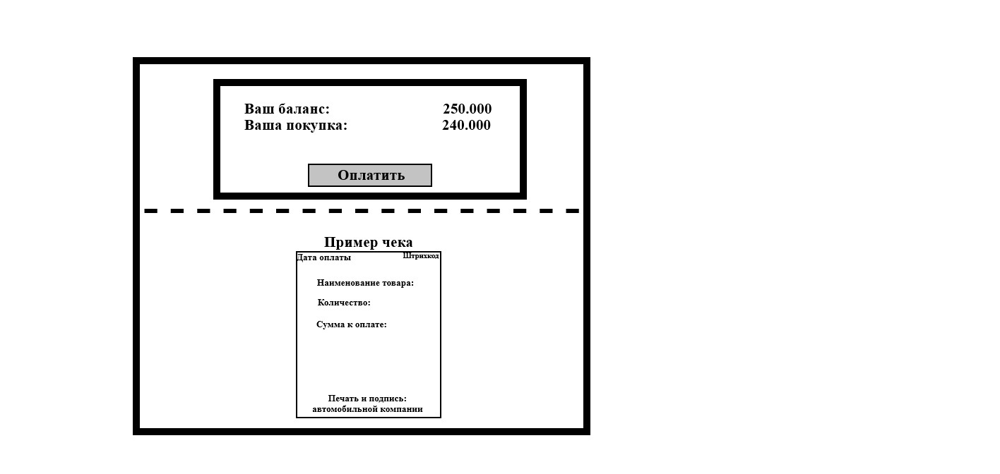 Ваш баланс: 250.000
Ваша покупка: 240.000
Оплатить
Пример чека
Дата оплаты Штрихкод
Наименование товара:
Количество:
Сумма к оплате:
Печать и подпись:
автомобильной компании